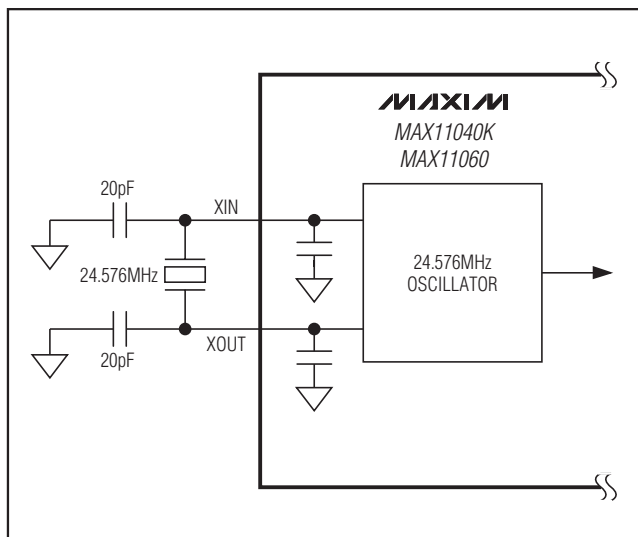 MAXIM
MAX11040K
MAX11060
20pF
XIN
24.576MHz
24.576MHz
OSCILLATOR
XOUT
20pF